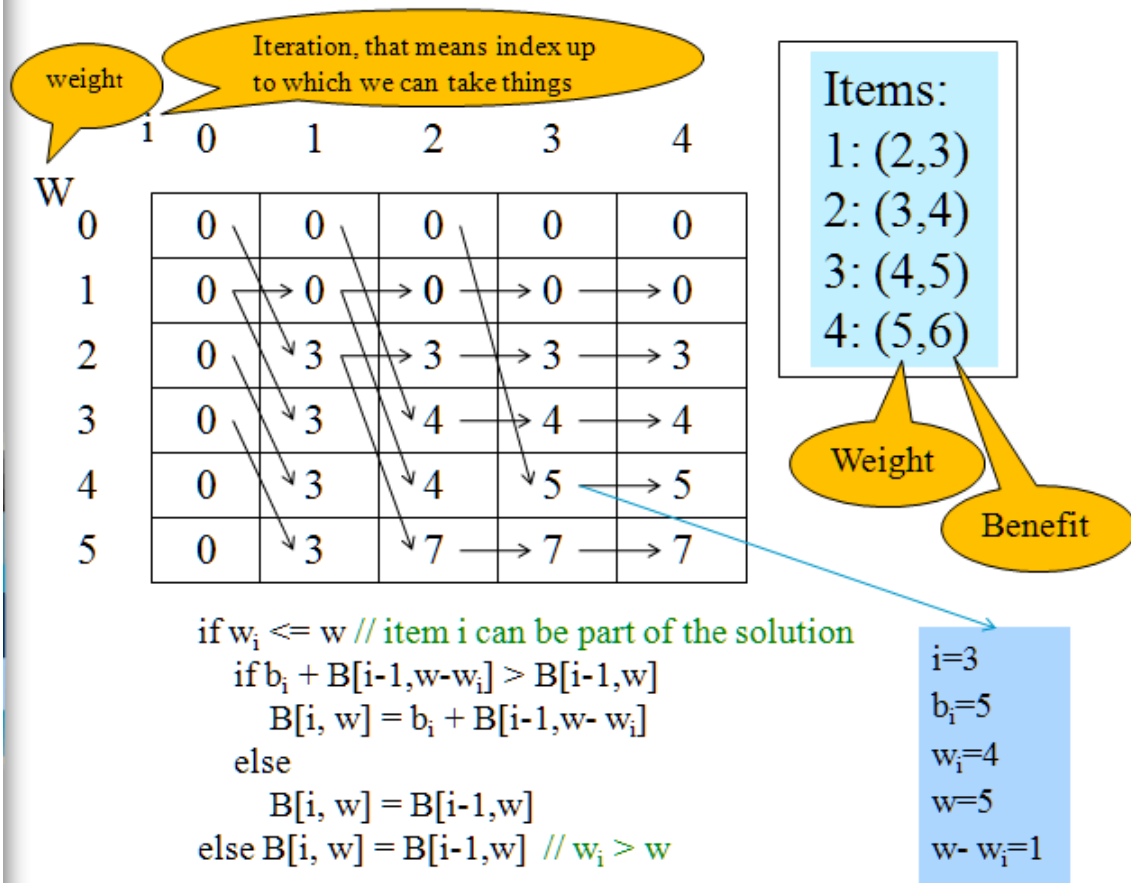 weight
Iteration, that means index up
to which we can take things
i 0 1 2 3 4
W
0 0 0 0 0 0
1 0 0 0 0 0
2 0 3 3 3 3
3 0 3 4 4 4
4 0 3 4 5 5
5 0 3 7 7 7
Items:
1: (2,3)
2: (3,4)
3: (4,5)
4: (5,6)
Weight
Benefit
if wᵢ <= w // item i can be part of the solution
if bᵢ + B[i-1,w-wᵢ] > B[i-1,w]
B[i, w] = bᵢ + B[i-1,w- wᵢ]
else
B[i, w] = B[i-1,w]
else B[i, w] = B[i-1,w] // wᵢ > w
i=3
bᵢ=5
wᵢ=4
w=5
w- wᵢ=1